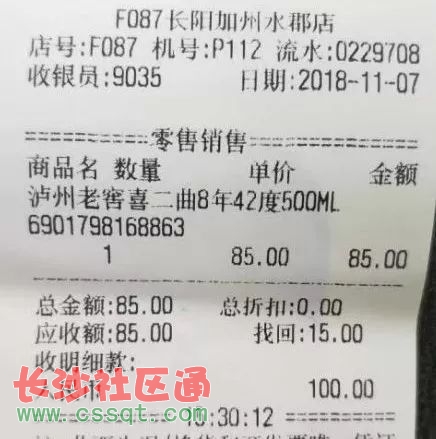 F087长阳加州水郡店
店号:F087 机号:P112 流水:0229708
收银员:9035 日期:2018-11-07
===========零售销售===========
商品名 数量 单价 金额
泸州老窖喜二曲8年42度500ML
6901798168863
1 85.00 85.00
总金额:85.00 总折扣:0.00
应收额:85.00 找回:15.00
收明细款:
人民币 100.00
长沙社区通
www.cssqt.com
:30:12